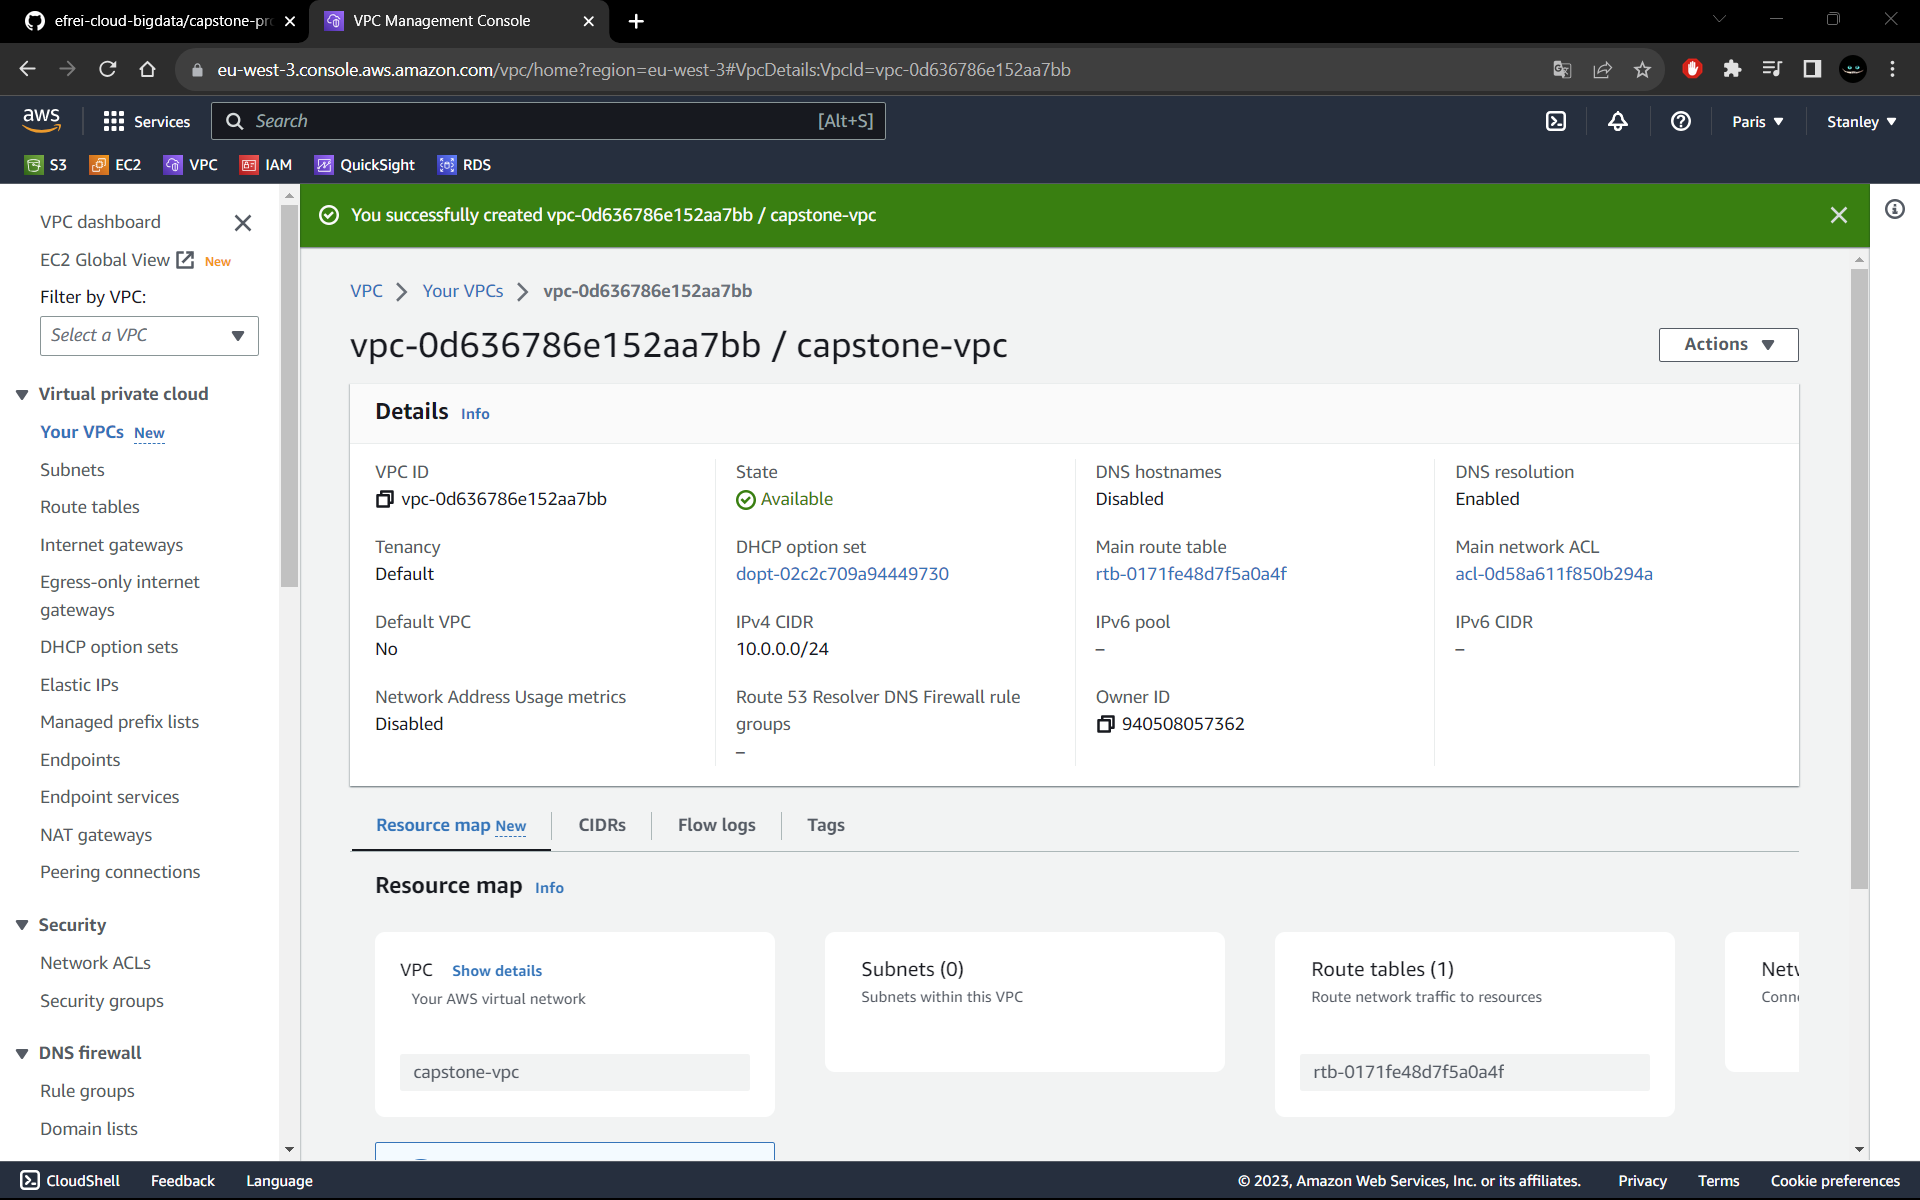 efrei-cloud-bigdata/capstone-pr
VPC Management Console
eu-west-3.console.aws.amazon.com/vpc/home?region=eu-west-3#VpcDetails:VpcId=vpc-0d636786e152aa7bb
aws
Services
Search
[Alt+S]
Paris
Stanley
S3
EC2
VPC
IAM
QuickSight
RDS
VPC dashboard
EC2 Global View New
Filter by VPC:
Select a VPC
Virtual private cloud
Your VPCs New
Subnets
Route tables
Internet gateways
Egress-only internet
gateways
DHCP option sets
Elastic IPs
Managed prefix lists
Endpoints
Endpoint services
NAT gateways
Peering connections
Security
Network ACLs
Security groups
DNS firewall
Rule groups
Domain lists
You successfully created vpc-0d636786e152aa7bb / capstone-vpc
VPC
Your VPCs
vpc-0d636786e152aa7bb
vpc-0d636786e152aa7bb / capstone-vpc
Actions
Details Info
VPC ID
vpc-0d636786e152aa7bb
State
Available
DNS hostnames
Disabled
DNS resolution
Enabled
Tenancy
Default
DHCP option set
dopt-02c2c709a94449730
Main route table
rtb-0171fe48d7f5a0a4f
Main network ACL
acl-0d58a611f850b294a
Default VPC
No
IPv4 CIDR
10.0.0.0/24
IPv6 pool
–
IPv6 CIDR
–
Network Address Usage metrics
Disabled
Route 53 Resolver DNS Firewall rule
groups
–
Owner ID
940508057362
Resource map New
CIDRs
Flow logs
Tags
Resource map Info
VPC Show details
Your AWS virtual network
capstone-vpc
Subnets (0)
Subnets within this VPC
Route tables (1)
Route network traffic to resources
rtb-0171fe48d7f5a0a4f
Netv
Conn
CloudShell
Feedback
Language
© 2023, Amazon Web Services, Inc. or its affiliates.
Privacy
Terms
Cookie preferences